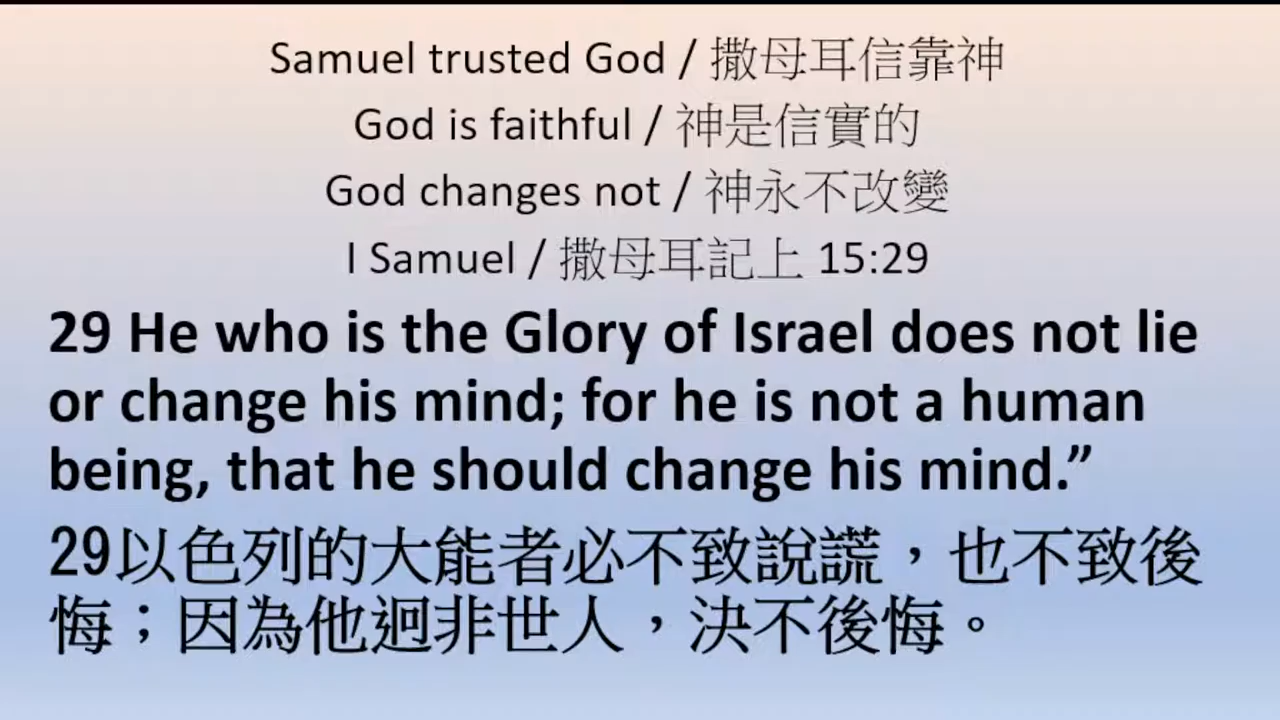 Samuel trusted God / 撒母耳信靠神
God is faithful / 神是信實的
God changes not / 神永不改變
I Samuel / 撒母耳記上 15:29
29 He who is the Glory of Israel does not lie
or change his mind; for he is not a human
being, that he should change his mind.”
29以色列的大能者必不致說謊，也不致後
悔；因為他迥非世人，決不後悔。